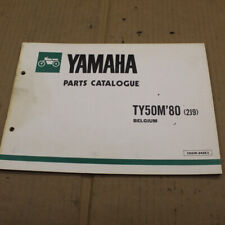 YAMAHA
PARTS CATALOGUE
TY50M'80 (2J9)
BELGIUM